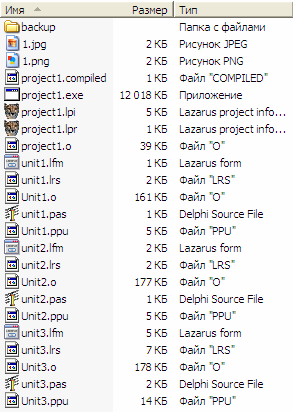 Имя Размер Тип
backup Папка с файлами
1.jpg 2 КБ Рисунок JPEG
1.png 2 КБ Рисунок PNG
project1.compiled 1 КБ Файл "COMPILED"
project1.exe 12 018 КБ Приложение
project1.lpi 5 КБ Lazarus project info...
project1.lpr 1 КБ Lazarus project info...
project1.o 39 КБ Файл "O"
unit1.lfm 1 КБ Lazarus form
unit1.lrs 2 КБ Файл "LRS"
Unit1.o 161 КБ Файл "O"
unit1.pas 1 КБ Delphi Source File
Unit1.ppu 5 КБ Файл "PPU"
unit2.lfm 2 КБ Lazarus form
unit2.lrs 2 КБ Файл "LRS"
Unit2.o 177 КБ Файл "O"
unit2.pas 1 КБ Delphi Source File
Unit2.ppu 5 КБ Файл "PPU"
unit3.lfm 5 КБ Lazarus form
unit3.lrs 7 КБ Файл "LRS"
Unit3.o 178 КБ Файл "O"
unit3.pas 2 КБ Delphi Source File
Unit3.ppu 14 КБ Файл "PPU"